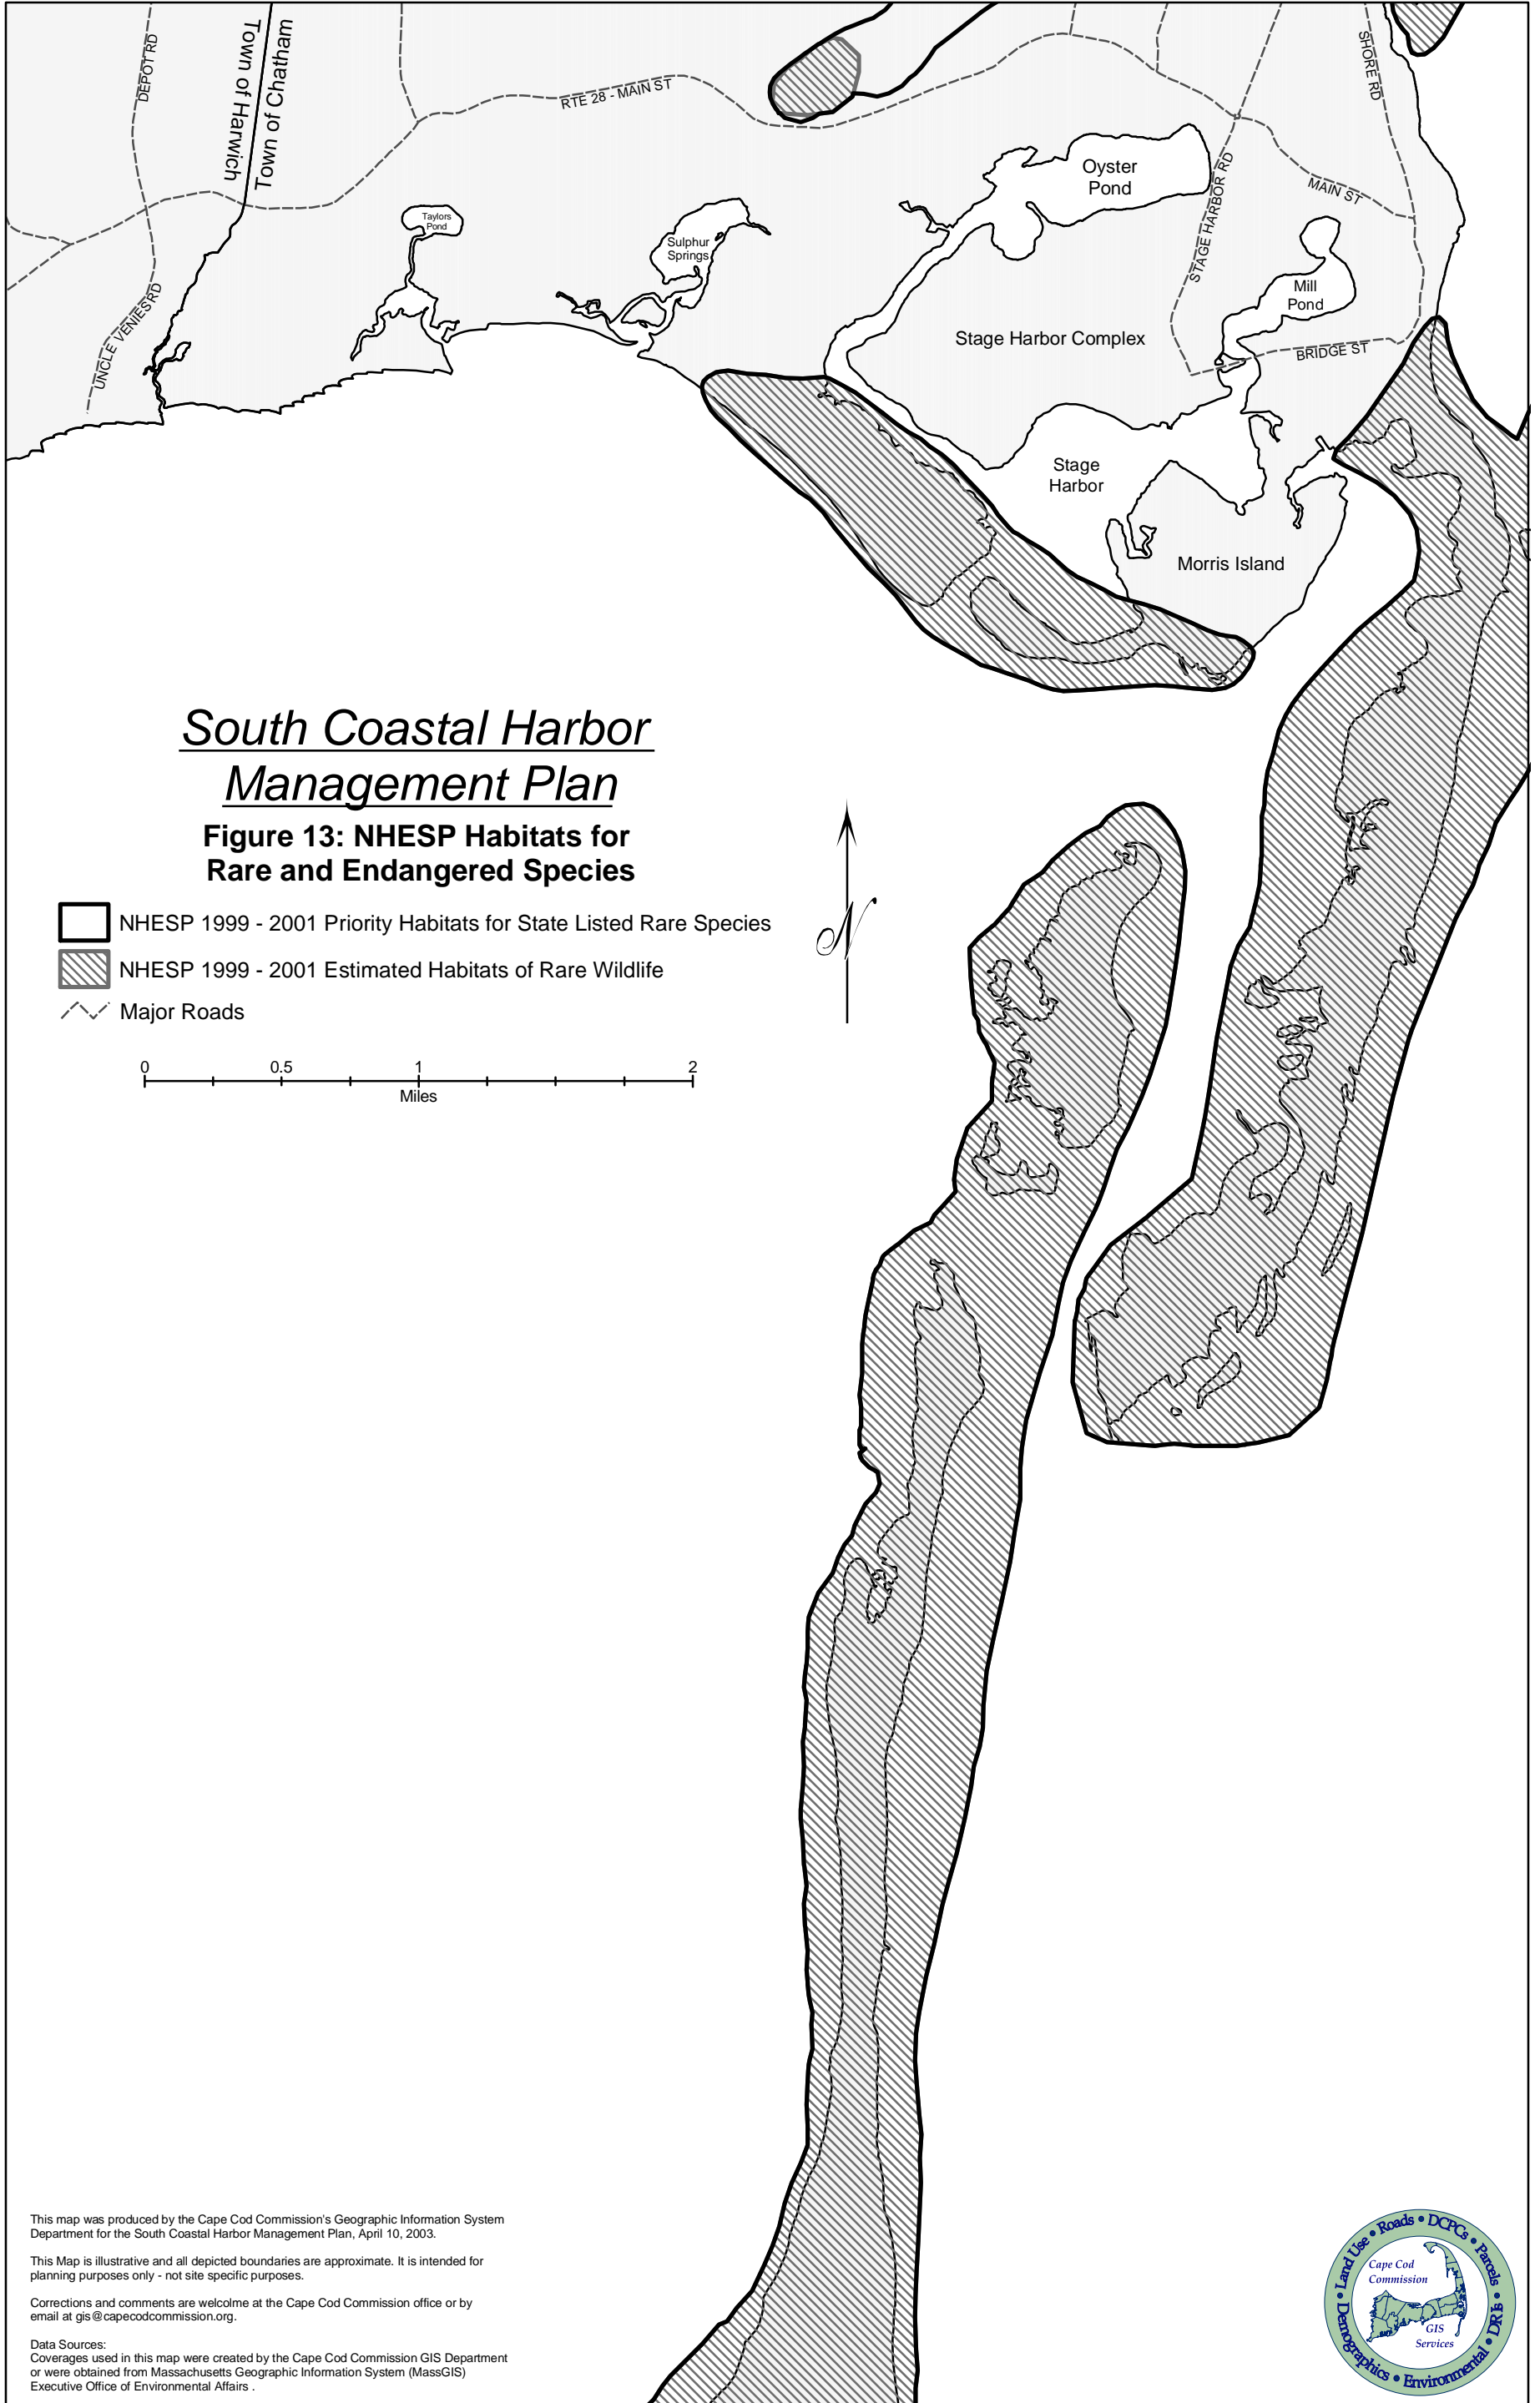 DEPOT RD
Town of Harwich
Town of Chatham
RTE 28 - MAIN ST
SHORE RD
Oyster
Pond
STAGE HARBOR RD
MAIN ST
Taylors
Pond
Sulphur
Springs
Mill
Pond
UNCLE VENIES RD
Stage Harbor Complex
BRIDGE ST
Stage
Harbor
Morris Island
South Coastal Harbor
Management Plan
Figure 13: NHESP Habitats for
Rare and Endangered Species
NHESP 1999 - 2001 Priority Habitats for State Listed Rare Species
NHESP 1999 - 2001 Estimated Habitats of Rare Wildlife
Major Roads
N
0 0.5 1 2
Miles
This map was produced by the Cape Cod Commission's Geographic Information System
Department for the South Coastal Harbor Management Plan, April 10, 2003.
This Map is illustrative and all depicted boundaries are approximate. It is intended for
planning purposes only - not site specific purposes.
Corrections and comments are welcolme at the Cape Cod Commission office or by
email at gis@capecodcommission.org.
Data Sources:
Coverages used in this map were created by the Cape Cod Commission GIS Department
or were obtained from Massachusetts Geographic Information System (MassGIS)
Executive Office of Environmental Affairs .
Demographics • Land Use • Roads • DCPCs • Parcels • DRIs • Environmental •
Cape Cod
Commission
GIS
Services